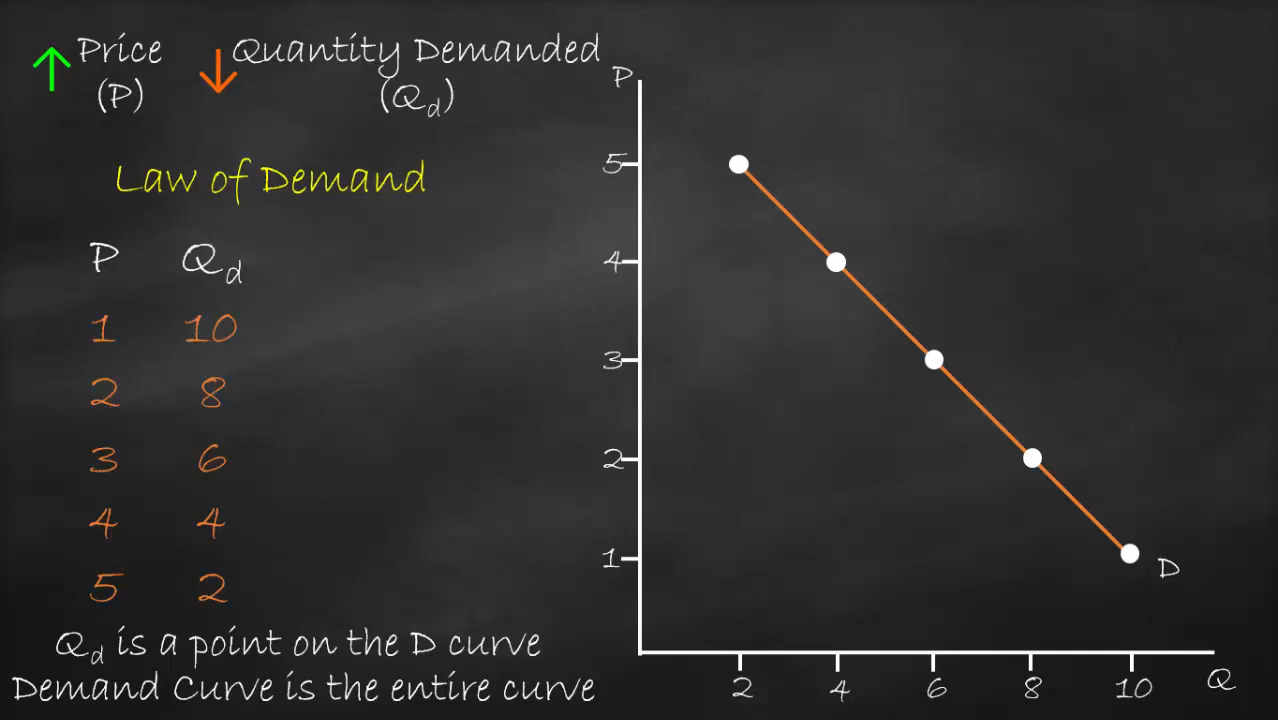 Price Quantity Demanded
(P) (Qd)
Law of Demand
P Qd
1 10
2 8
3 6
4 4
5 2
Qd is a point on the D curve
Demand Curve is the entire curve
P
5
4
3
2
1
D
2 4 6 8 10 Q